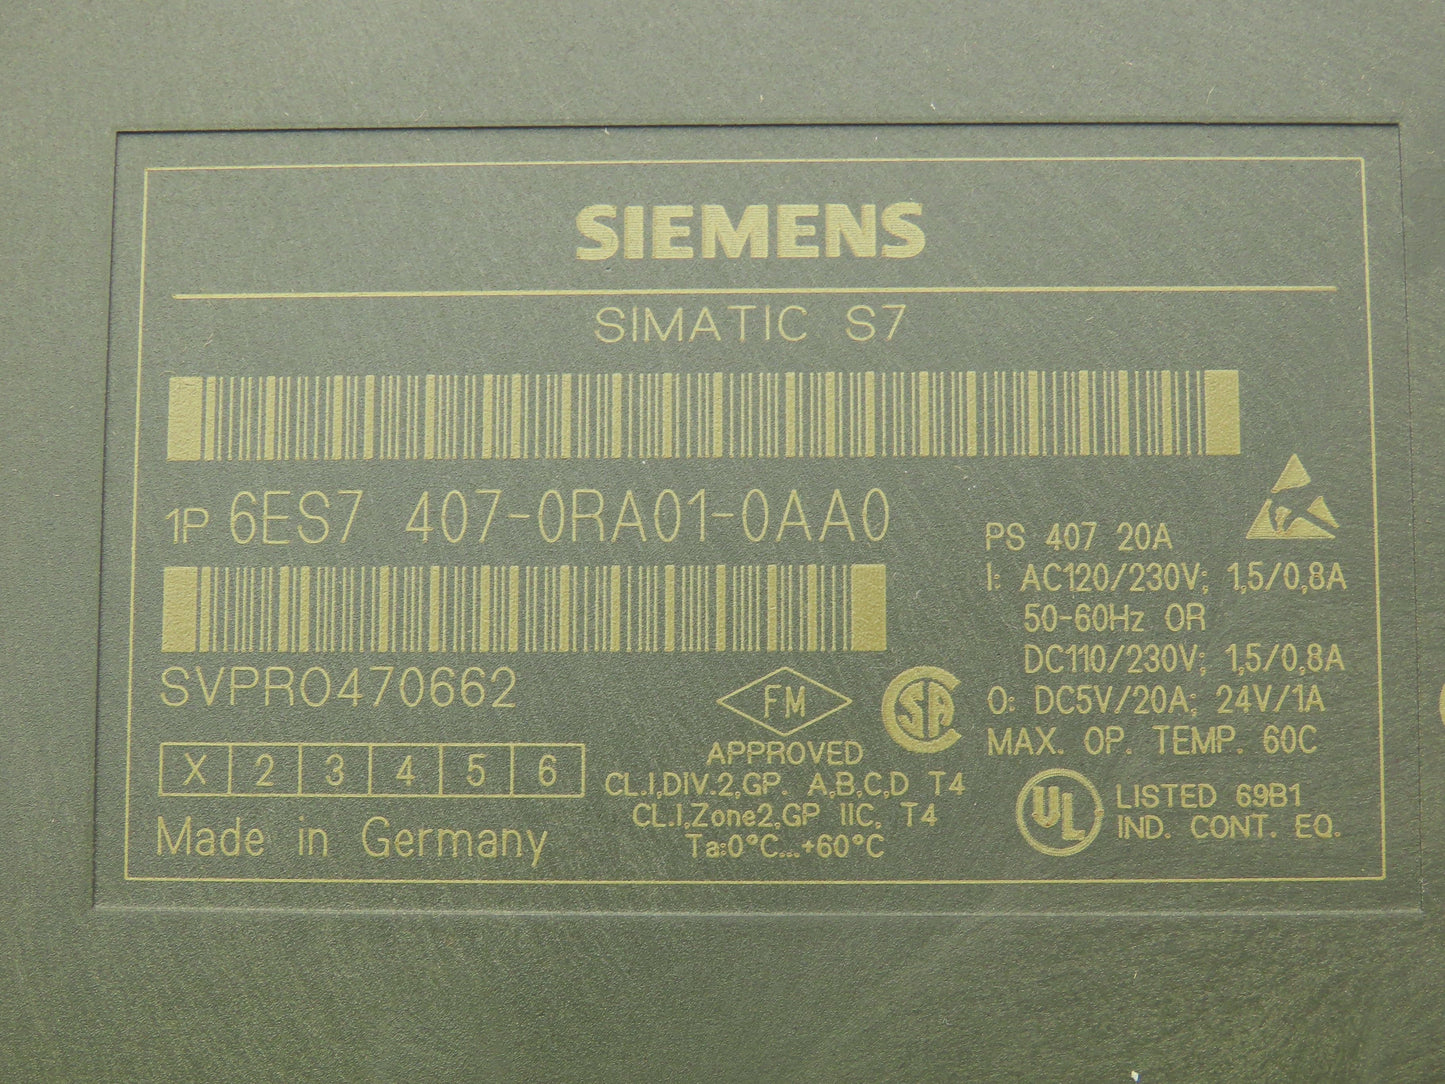 SIEMENS
SIMATIC S7
1P 6ES7 407-0RA01-0AA0
SVPRO470662
X 2 3 4 5 6
Made in Germany
FM
APPROVED
CL.I,DIV.2,GP. A,B,C,D T4
CL.I,Zone2,GP IIC, T4
Ta:0°C...+60°C
SA
PS 407 20A
I: AC120/230V; 1,5/0,8A
50-60Hz OR
DC110/230V; 1,5/0,8A
O: DC5V/20A; 24V/1A
MAX. OP. TEMP. 60C
UL
LISTED 69B1
IND. CONT. EQ.